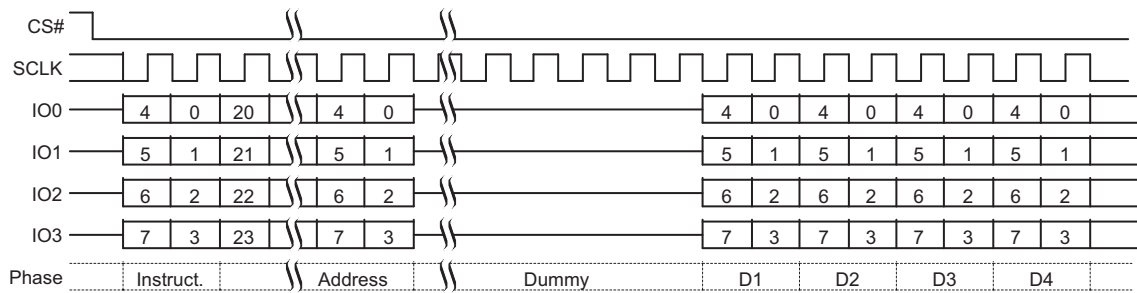 CS#
SCLK
IO0 4 0 20 4 0 4 0 4 0 4 0 4 0
IO1 5 1 21 5 1 5 1 5 1 5 1 5 1
IO2 6 2 22 6 2 6 2 6 2 6 2 6 2
IO3 7 3 23 7 3 7 3 7 3 7 3 7 3
Phase Instruct. Address Dummy D1 D2 D3 D4